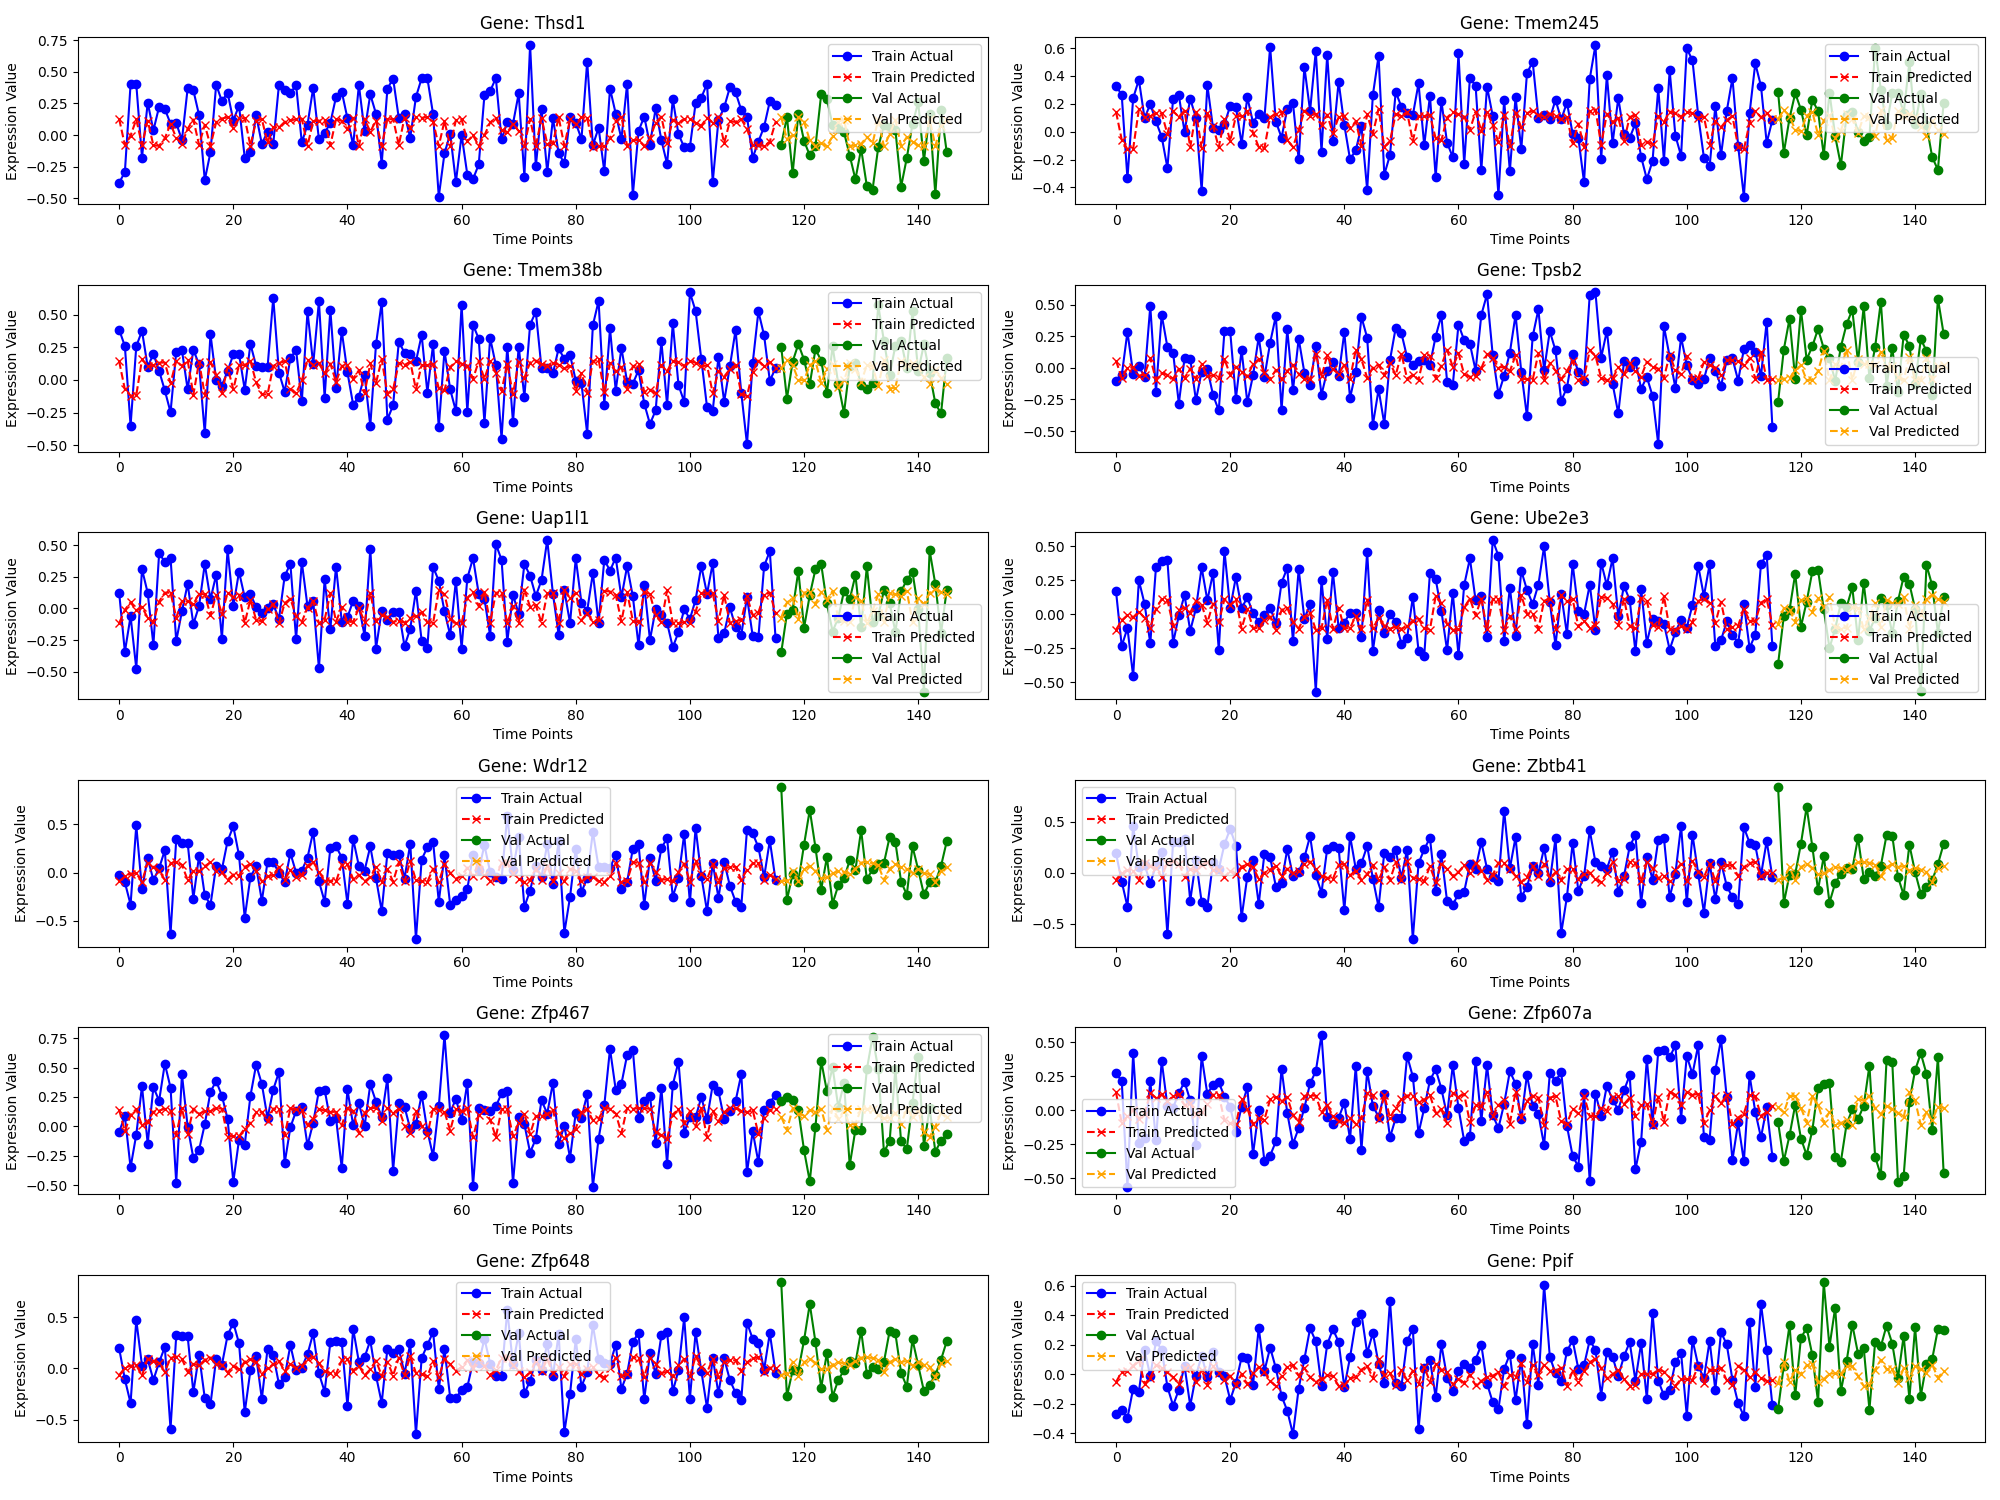 Gene: Thsd1
Expression Value
0.75
0.50
0.25
0.00
−0.25
−0.50
Train Actual
Train Predicted
Val Actual
Val Predicted
0 20 40 60 80 100 120 140
Time Points
Gene: Tmem245
Expression Value
0.6
0.4
0.2
0.0
−0.2
−0.4
Train Actual
Train Predicted
Val Actual
Val Predicted
0 20 40 60 80 100 120 140
Time Points
Gene: Tmem38b
Expression Value
0.50
0.25
0.00
−0.25
−0.50
Train Actual
Train Predicted
Val Actual
Val Predicted
0 20 40 60 80 100 120 140
Time Points
Gene: Tpsb2
Expression Value
0.50
0.25
0.00
−0.25
−0.50
Train Actual
Train Predicted
Val Actual
Val Predicted
0 20 40 60 80 100 120 140
Time Points
Gene: Uap1l1
Expression Value
0.50
0.25
0.00
−0.25
−0.50
Train Actual
Train Predicted
Val Actual
Val Predicted
0 20 40 60 80 100 120 140
Time Points
Gene: Ube2e3
Expression Value
0.50
0.25
0.00
−0.25
−0.50
Train Actual
Train Predicted
Val Actual
Val Predicted
0 20 40 60 80 100 120 140
Time Points
Gene: Wdr12
Expression Value
0.5
0.0
−0.5
Train Actual
Train Predicted
Val Actual
Val Predicted
0 20 40 60 80 100 120 140
Time Points
Gene: Zbtb41
Expression Value
0.5
0.0
−0.5
Train Actual
Train Predicted
Val Actual
Val Predicted
0 20 40 60 80 100 120 140
Time Points
Gene: Zfp467
Expression Value
0.75
0.50
0.25
0.00
−0.25
−0.50
Train Actual
Train Predicted
Val Actual
Val Predicted
0 20 40 60 80 100 120 140
Time Points
Gene: Zfp607a
Expression Value
0.50
0.25
0.00
−0.25
−0.50
Train Actual
Train Predicted
Val Actual
Val Predicted
0 20 40 60 80 100 120 140
Time Points
Gene: Zfp648
Expression Value
0.5
0.0
−0.5
Train Actual
Train Predicted
Val Actual
Val Predicted
0 20 40 60 80 100 120 140
Time Points
Gene: Ppif
Expression Value
0.6
0.4
0.2
0.0
−0.2
−0.4
Train Actual
Train Predicted
Val Actual
Val Predicted
0 20 40 60 80 100 120 140
Time Points